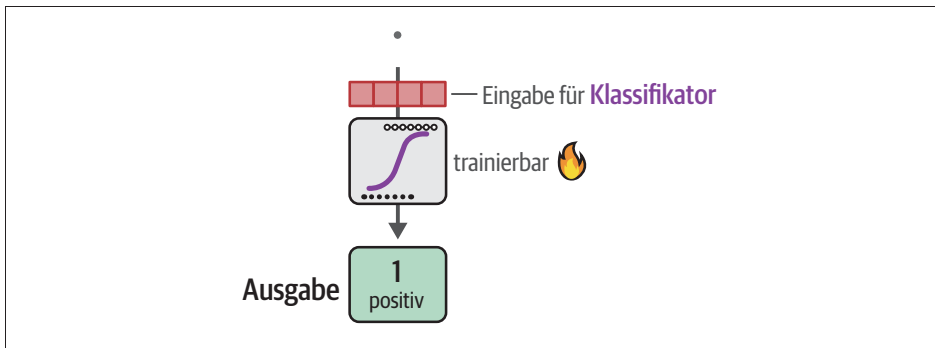 Eingabe für Klassifikator
trainierbar
Ausgabe
1
positiv